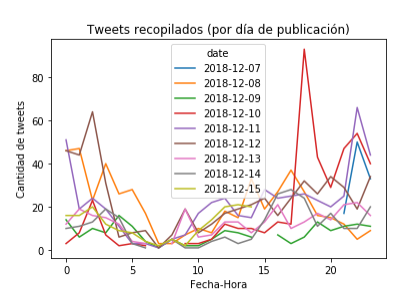 Tweets recopilados (por día de publicación)
Cantidad de tweets
80
60
40
20
0
date
2018-12-07
2018-12-08
2018-12-09
2018-12-10
2018-12-11
2018-12-12
2018-12-13
2018-12-14
2018-12-15
0 5 10 15 20
Fecha-Hora